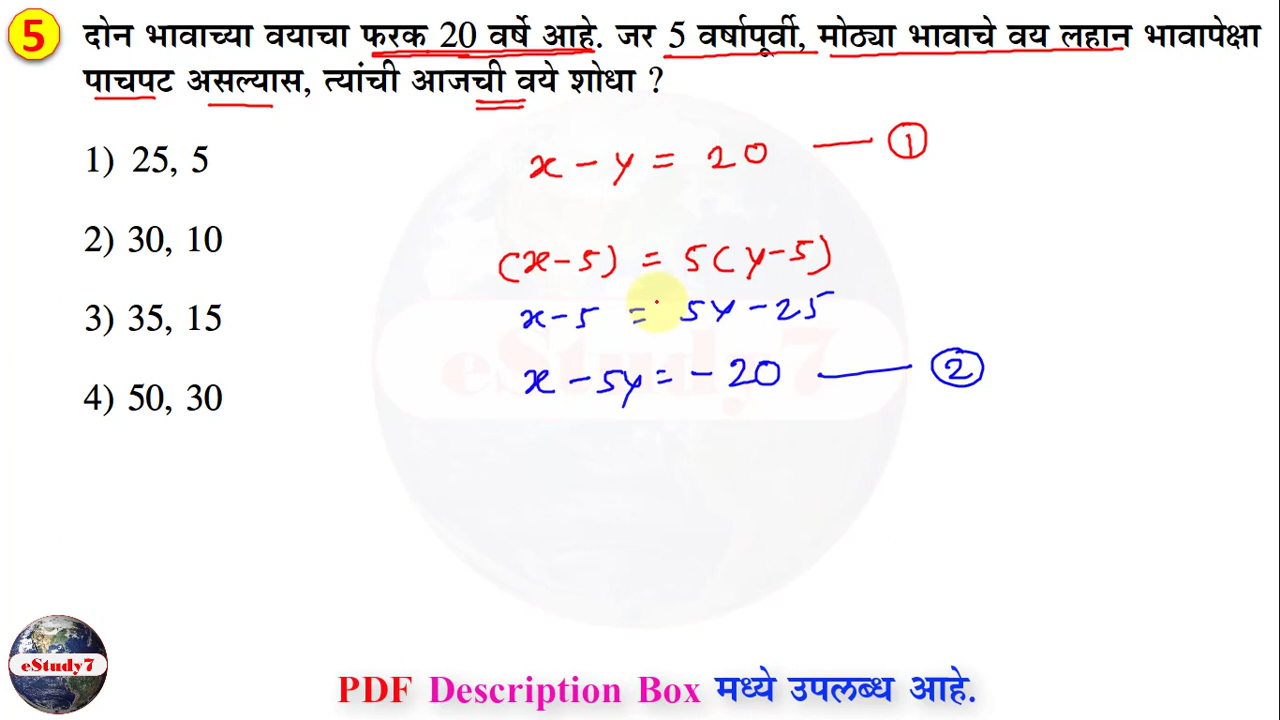 5 दोन भावाच्या वयाचा फरक 20 वर्षे आहे. जर 5 वर्षापूर्वी, मोठ्या भावाचे वय लहान भावापेक्षा
पाचपट असल्यास, त्यांची आजची वये शोधा ?
1) 25, 5
2) 30, 10
3) 35, 15
4) 50, 30
x - y = 20 — 1
(x - 5) = 5(y - 5)
x - 5 = 5y - 25
x - 5y = - 20 — 2
eStudy7
eStudy7
PDF Description Box मध्ये उपलब्ध आहे.